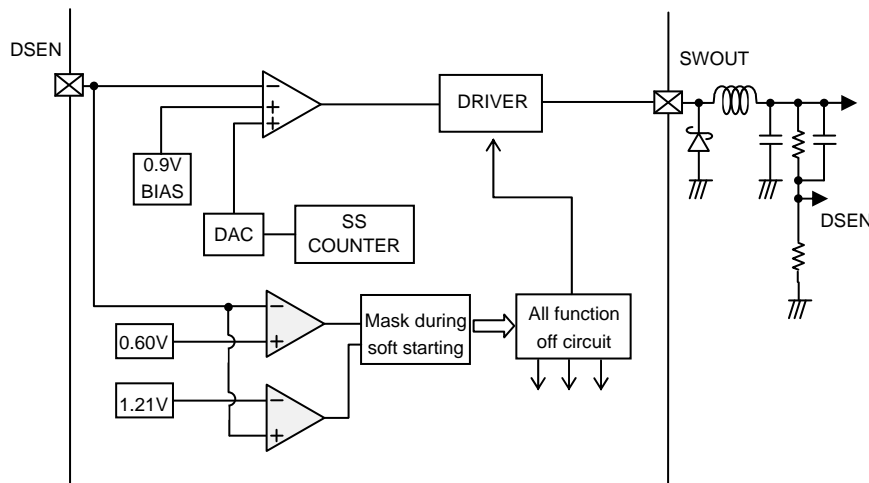 DSEN
SWOUT
−
+
+
DRIVER
0.9V
BIAS
DAC
SS
COUNTER
DSEN
−
+
0.60V
Mask during
soft starting
All function
off circuit
1.21V
−
+